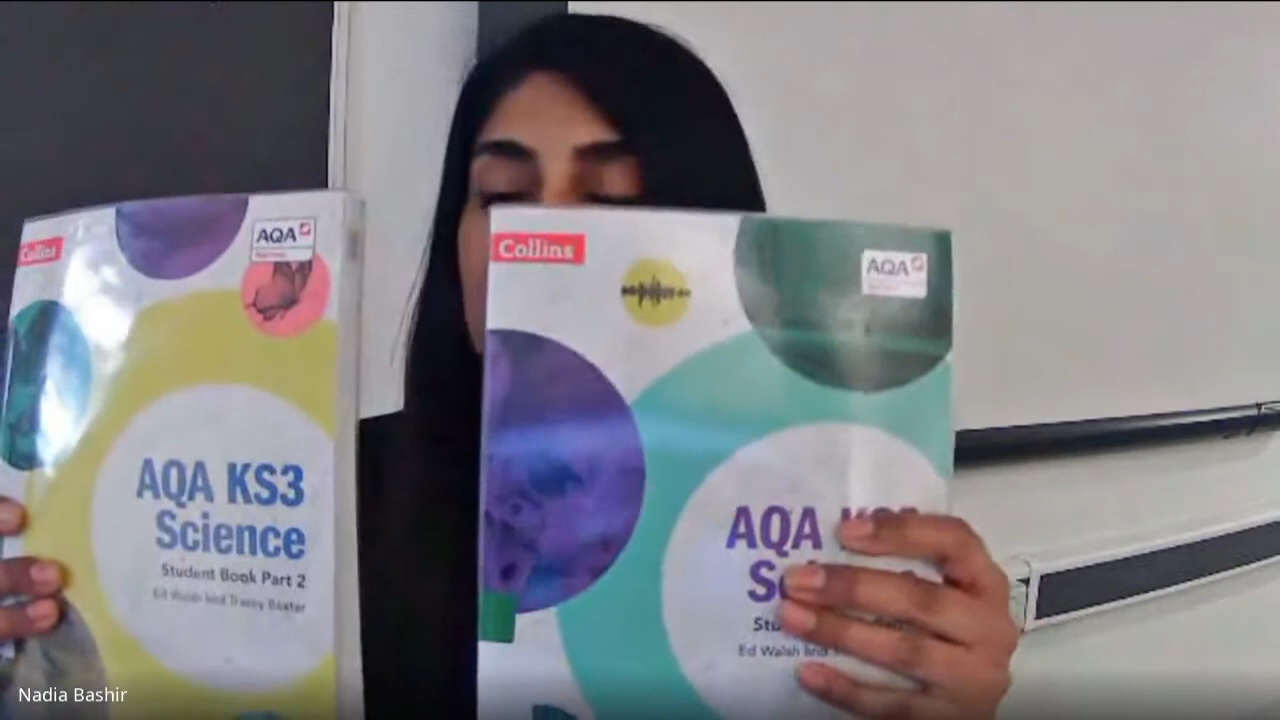 Collins
AQA
AQA KS3
Science
Student Book Part 2
Ed Walsh and Tracey Baxter
Collins
AQA
AQA
Ed Walsh and
Nadia Bashir